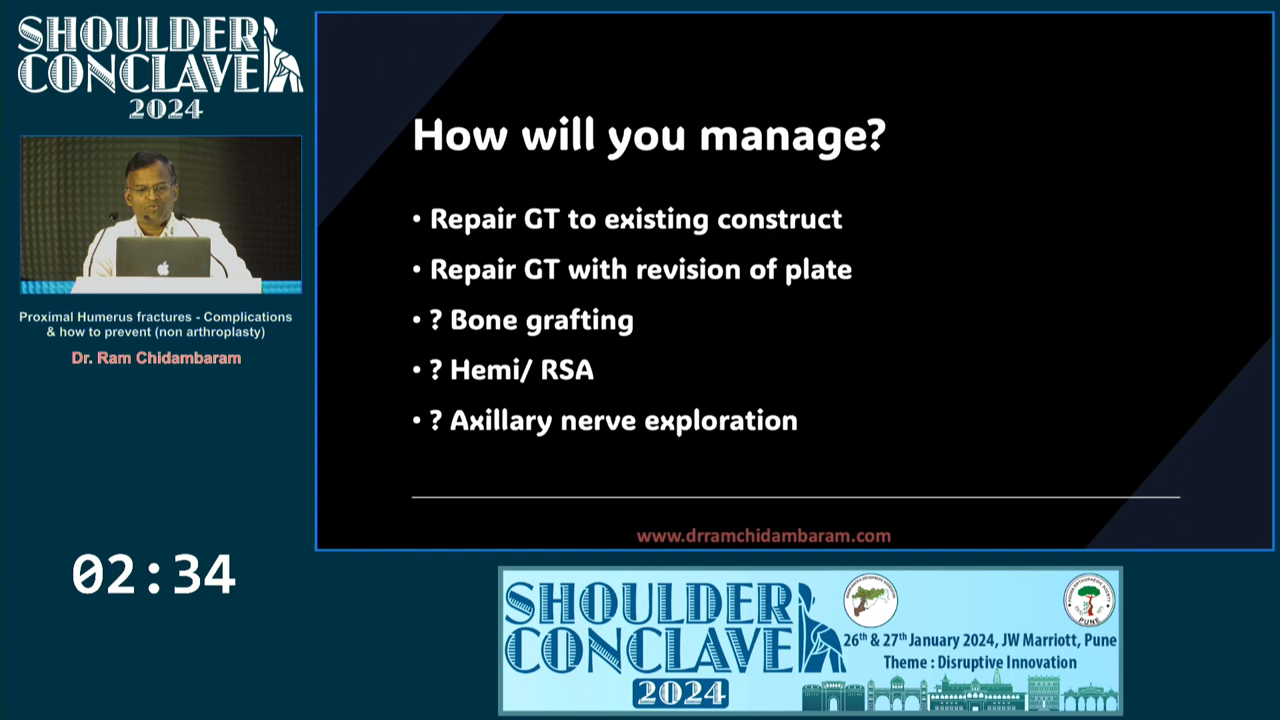 SHOULDER
CONCLAVE
2024
Proximal Humerus fractures - Complications
& how to prevent (non arthroplasty)
Dr. Ram Chidambaram
02:34
How will you manage?
• Repair GT to existing construct
• Repair GT with revision of plate
• ? Bone grafting
• ? Hemi/ RSA
• ? Axillary nerve exploration
www.drramchidambaram.com
SHOULDER
CONCLAVE
2024
26th & 27th January 2024, JW Marriott, Pune
Theme : Disruptive Innovation
PUNE